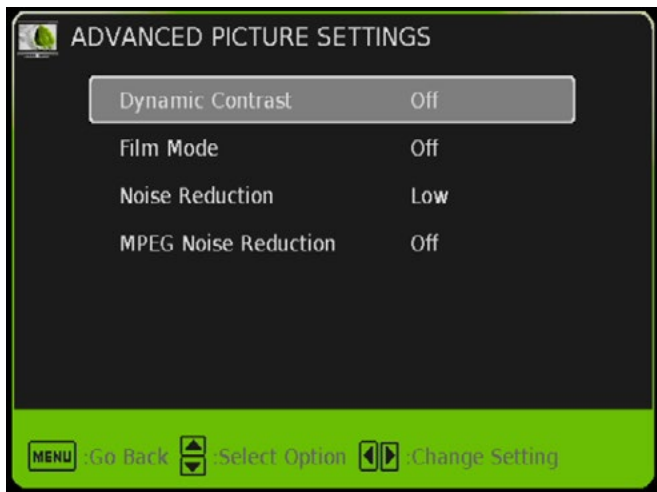 ADVANCED PICTURE SETTINGS
Dynamic Contrast Off
Film Mode Off
Noise Reduction Low
MPEG Noise Reduction Off
MENU :Go Back :Select Option :Change Setting